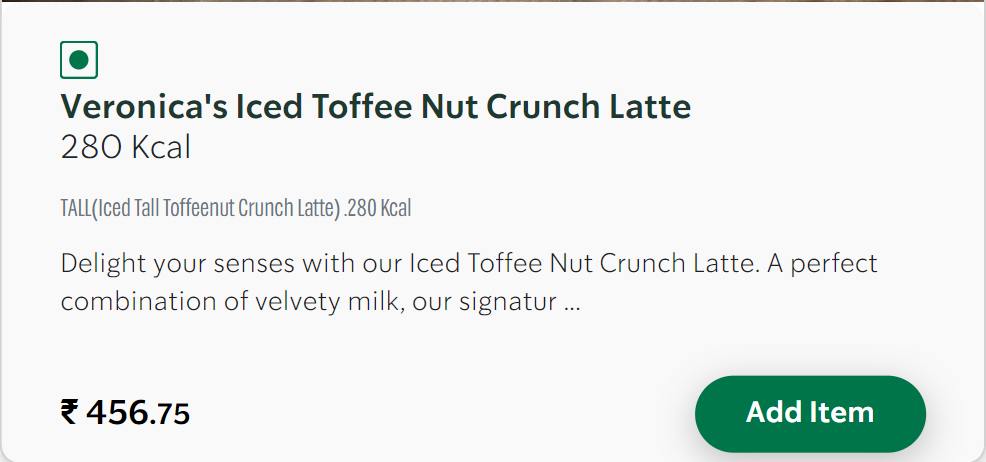 Veronica's Iced Toffee Nut Crunch Latte
280 Kcal
TALL(Iced Tall Toffeenut Crunch Latte) .280 Kcal
Delight your senses with our Iced Toffee Nut Crunch Latte. A perfect
combination of velvety milk, our signatur ...
₹ 456.75
Add Item